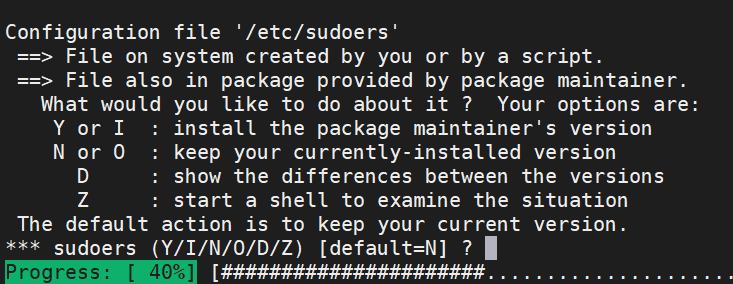 Configuration file '/etc/sudoers'
 ==> File on system created by you or by a script.
 ==> File also in package provided by package maintainer.
   What would you like to do about it ?  Your options are:
    Y or I  : install the package maintainer's version
    N or O  : keep your currently-installed version
      D     : show the differences between the versions
      Z     : start a shell to examine the situation
 The default action is to keep your current version.
*** sudoers (Y/I/N/O/D/Z) [default=N] ?
Progress: [ 40%] [######################.....................